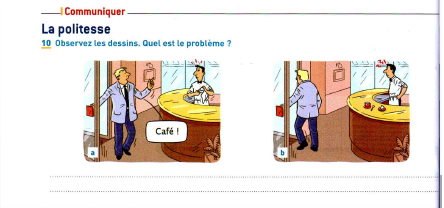 Communiquer
La politesse
10 Observez les dessins. Quel est le problème ?
Café !
a
b